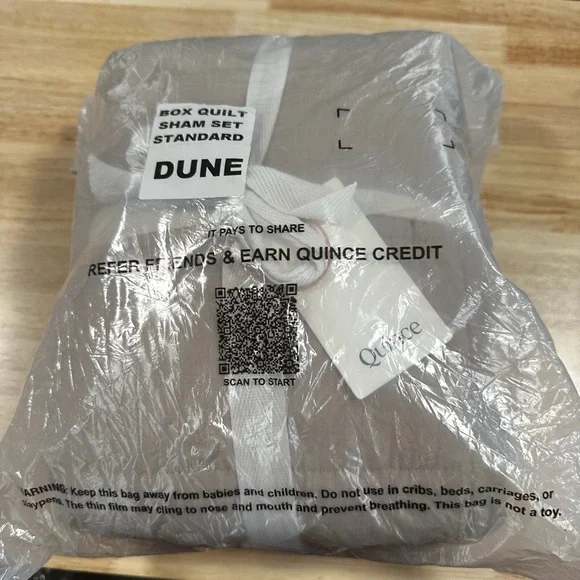 BOX QUILT
SHAM SET
STANDARD
DUNE
IT PAYS TO SHARE
REFER FRIENDS & EARN QUINCE CREDIT
SCAN TO START
Quince
WARNING: Keep this bag away from babies and children. Do not use in cribs, beds, carriages, or
playpens. The thin film may cling to nose and mouth and prevent breathing. This bag is not a toy.